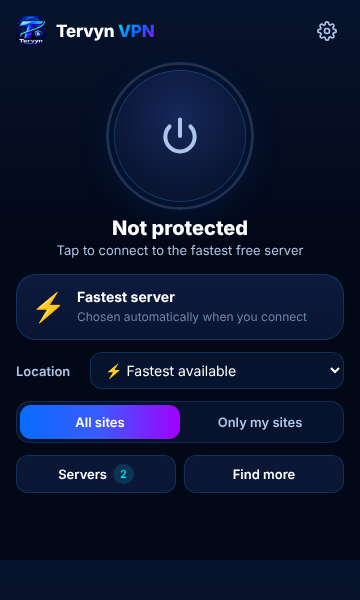 Tervyn
Tervyn VPN
Not protected
Tap to connect to the fastest free server
Fastest server
Chosen automatically when you connect
Location
⚡ Fastest available
All sites
Only my sites
Servers 2
Find more